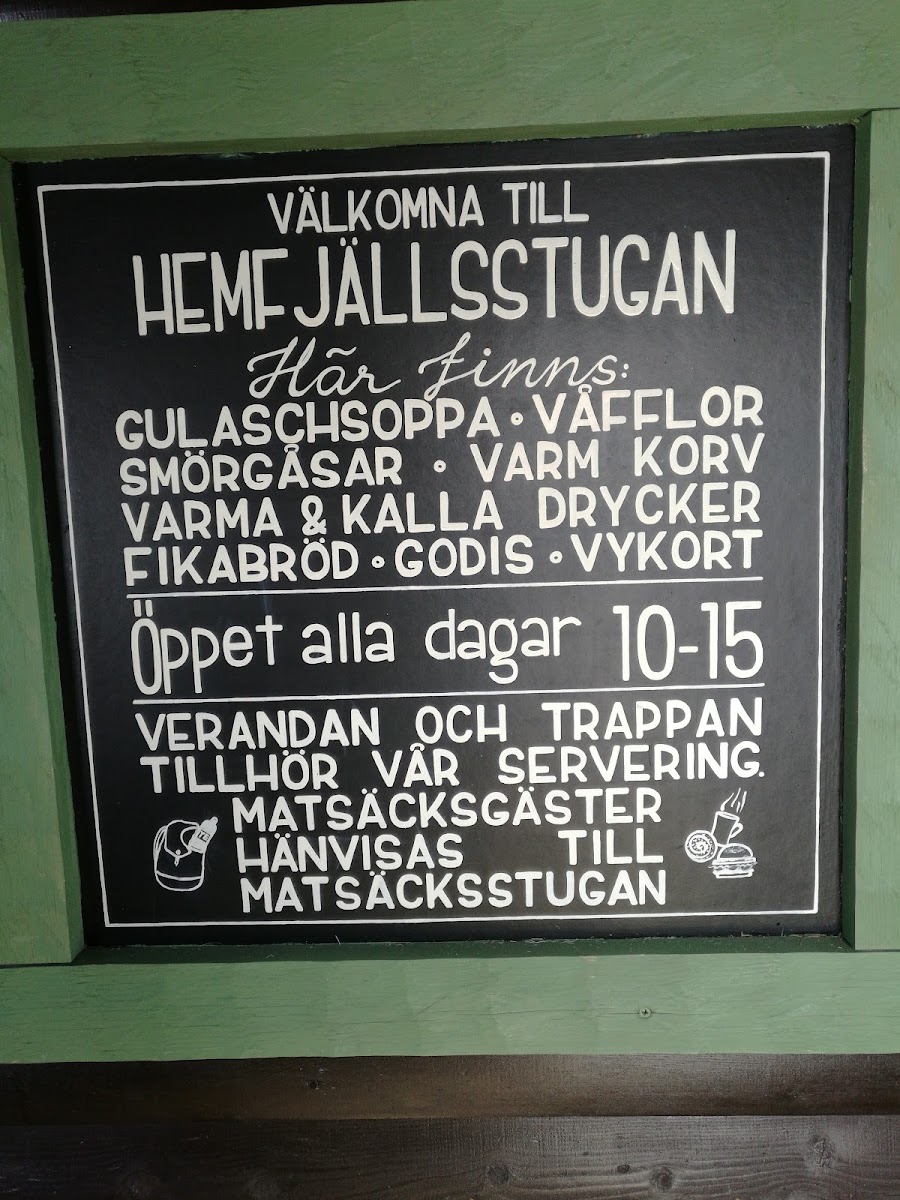 VÄLKOMNA TILL
HEMFJÄLLSSTUGAN
Här finns:
GULASCHSOPPA • VÅFFLOR
SMÖRGÅSAR • VARM KORV
VARMA & KALLA DRYCKER
FIKABRÖD • GODIS • VYKORT
Öppet alla dagar 10-15
VERANDAN OCH TRAPPAN
TILLHÖR VÅR SERVERING.
MATSÄCKSGÄSTER
HÄNVISAS TILL
MATSÄCKSSTUGAN